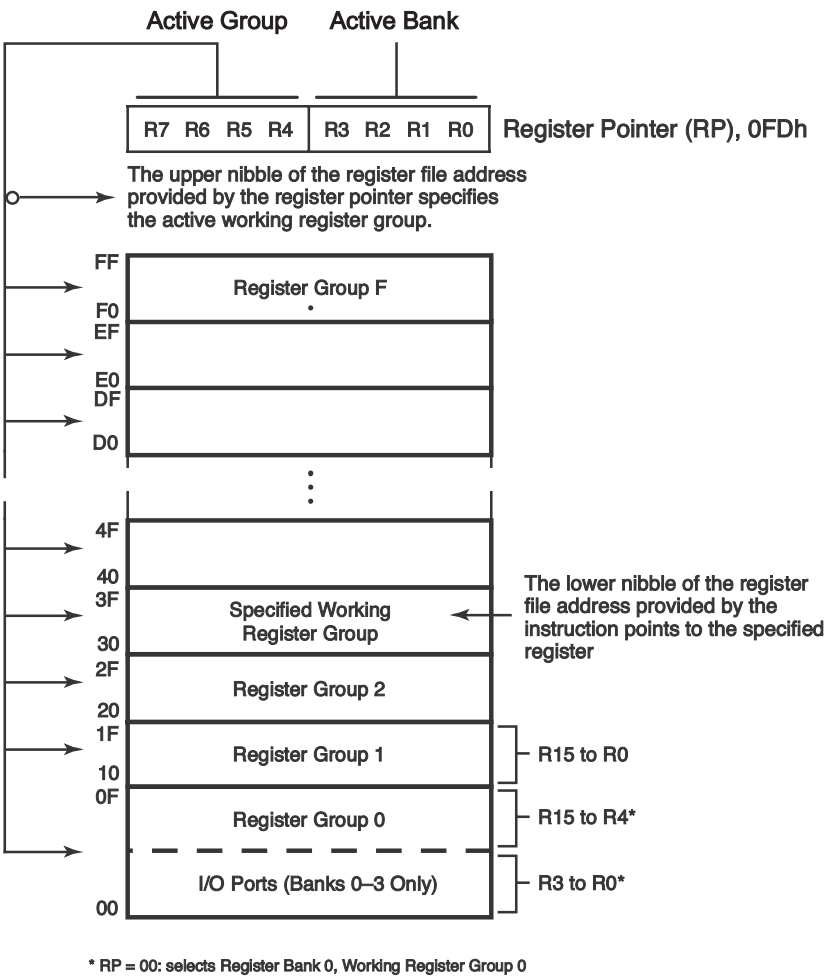 Active Group Active Bank
R7 R6 R5 R4 R3 R2 R1 R0 Register Pointer (RP), 0FDh
The upper nibble of the register file address
provided by the register pointer specifies
the active working register group.
FF
Register Group F
F0
EF
E0
DF
D0
4F
40
3F
Specified Working
Register Group
30
The lower nibble of the register
file address provided by the
instruction points to the specified
register
2F
Register Group 2
20
1F
Register Group 1
R15 to R0
10
0F
Register Group 0
R15 to R4*
I/O Ports (Banks 0–3 Only)
R3 to R0*
00
* RP = 00: selects Register Bank 0, Working Register Group 0